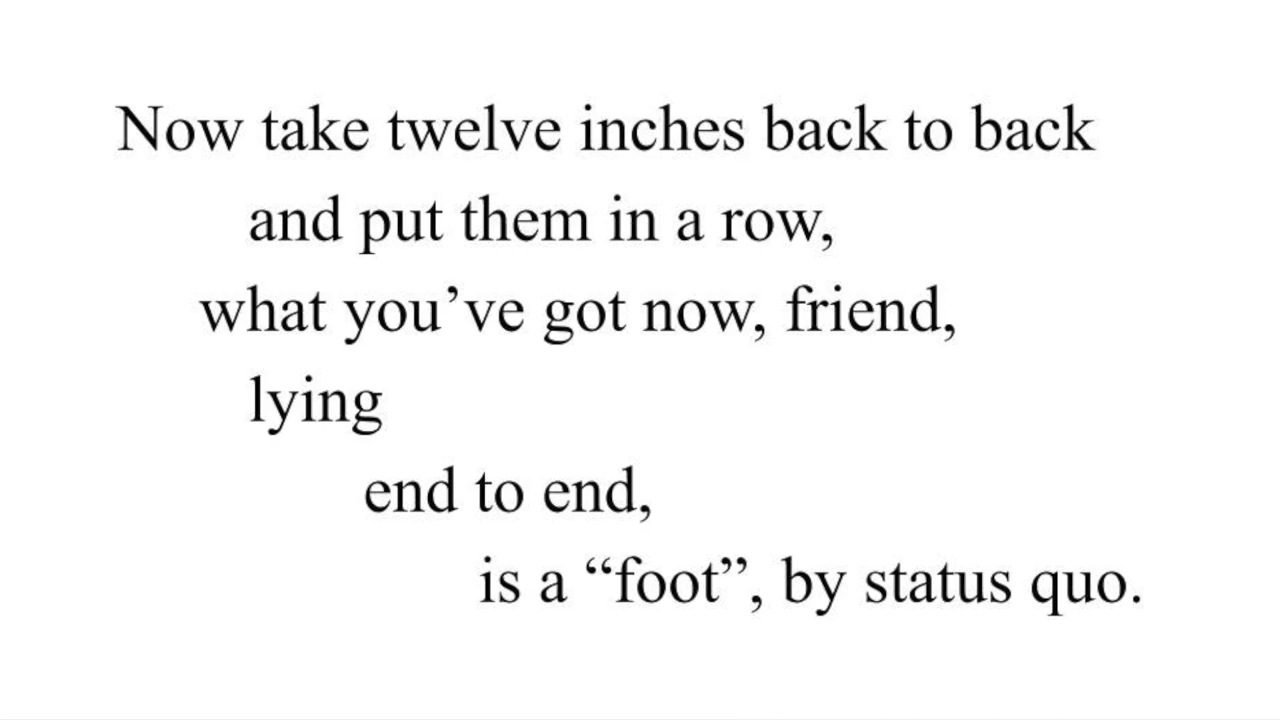 Now take twelve inches back to back
and put them in a row,
what you’ve got now, friend,
lying
end to end,
is a “foot”, by status quo.